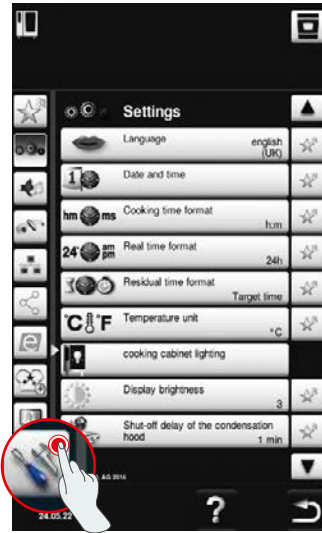 Settings
Language
english
(UK)
1
Date and time
hm ms
Cooking time format
h:m
24 am
pm
Real time format
24h
Residual time format
Target time
°C °F
Temperature unit
°C
cooking cabinet lighting
Display brightness
3
Shut-off delay of the condensation
hood
1 min
AG 2016
24.05.22
?